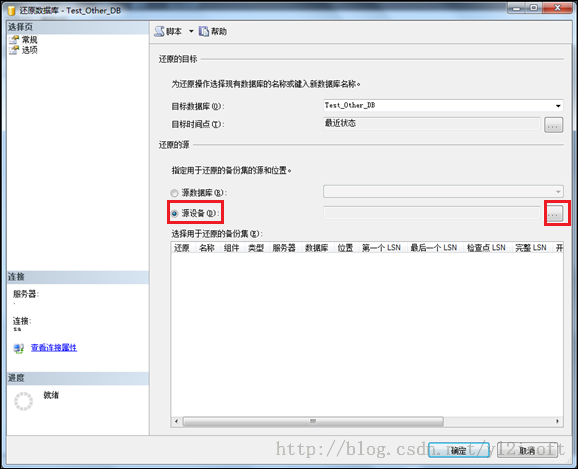 还原数据库 - Test_Other_DB
选择页
常规
选项
脚本 帮助
还原的目标
为还原操作选择现有数据库的名称或键入新数据库名称。
目标数据库(O): Test_Other_DB
目标时间点(T): 最近状态 ...
还原的源
指定用于还原的备份集的源和位置。
源数据库(R):
源设备(D): ...
选择用于还原的备份集(E):
还原 名称 组件 类型 服务器 数据库 位置 第一个 LSN 最后一个 LSN 检查点 LSN 完整 LSN 开
连接
服务器:
.
连接:
sa
查看连接属性
进度
就绪
确定 取消